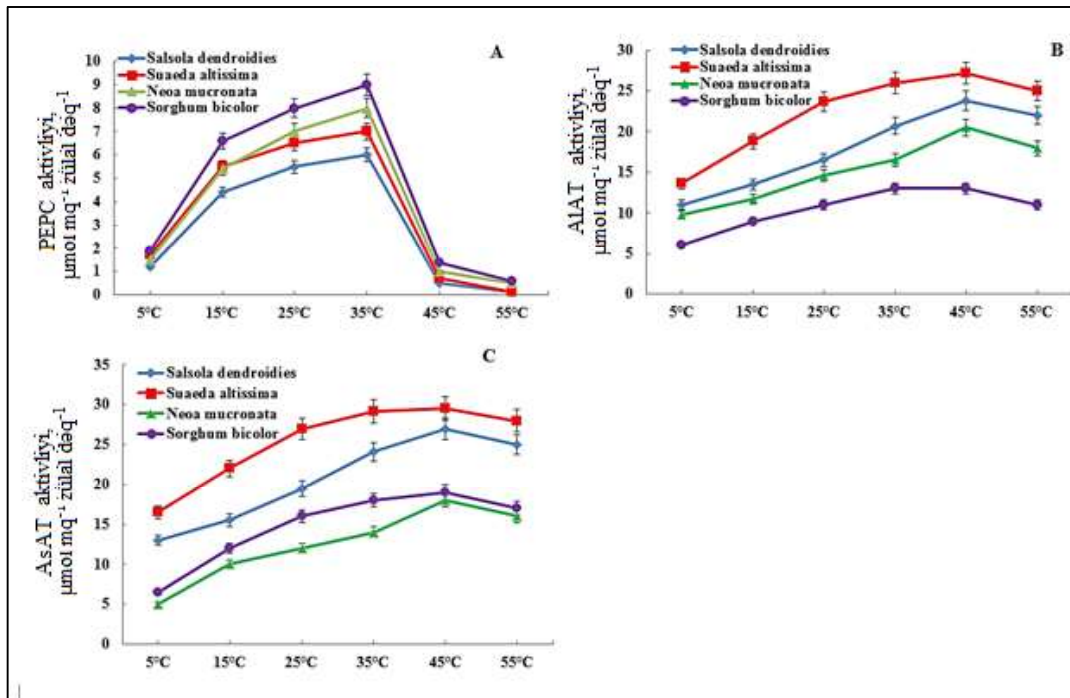 A
Salsola dendroidies
Suaeda altissima
Neoa mucronata
Sorghum bicolor
PEPC aktivliyi,
µmol mq⁻¹ zülal dəq⁻¹
10
9
8
7
6
5
4
3
2
1
0
5°C 15°C 25°C 35°C 45°C 55°C
B
Salsola dendroidies
Suaeda altissima
Neoa mucronata
Sorghum bicolor
AlAT aktivliyi,
µmol mq⁻¹ zülal dəq⁻¹
30
25
20
15
10
5
0
5°C 15°C 25°C 35°C 45°C 55°C
C
Salsola dendroidies
Suaeda altissima
Neoa mucronata
Sorghum bicolor
AsAT aktivliyi,
µmol mq⁻¹ zülal dəq⁻¹
35
30
25
20
15
10
5
0
5°C 15°C 25°C 35°C 45°C 55°C